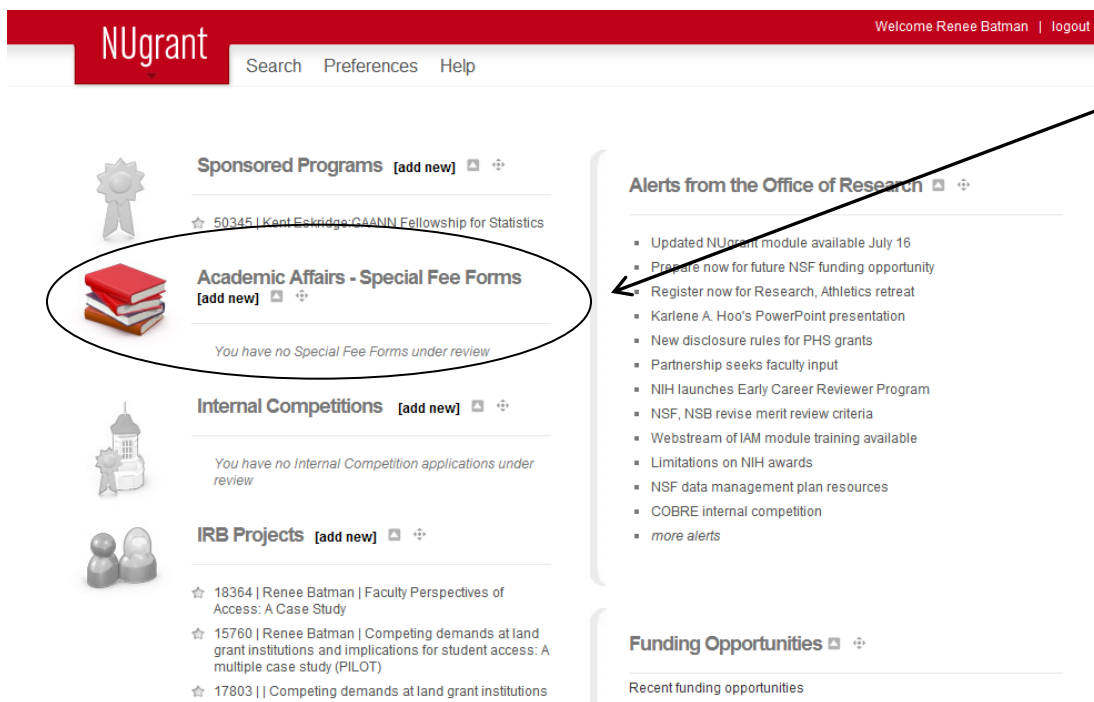 Welcome Renee Batman | logout
NUgrant
Search Preferences Help
Sponsored Programs [add new]
50345 | Kent Eskridge:GAANN Fellowship for Statistics
Academic Affairs - Special Fee Forms
[add new]
You have no Special Fee Forms under review
Internal Competitions [add new]
You have no Internal Competition applications under
review
IRB Projects [add new]
18364 | Renee Batman | Faculty Perspectives of
Access: A Case Study
15760 | Renee Batman | Competing demands at land
grant institutions and implications for student access: A
multiple case study (PILOT)
17803 | | Competing demands at land grant institutions
Alerts from the Office of Research
Updated NUgrant module available July 16
Prepare now for future NSF funding opportunity
Register now for Research, Athletics retreat
Karlene A. Hoo's PowerPoint presentation
New disclosure rules for PHS grants
Partnership seeks faculty input
NIH launches Early Career Reviewer Program
NSF, NSB revise merit review criteria
Webstream of IAM module training available
Limitations on NIH awards
NSF data management plan resources
COBRE internal competition
more alerts
Funding Opportunities
Recent funding opportunities